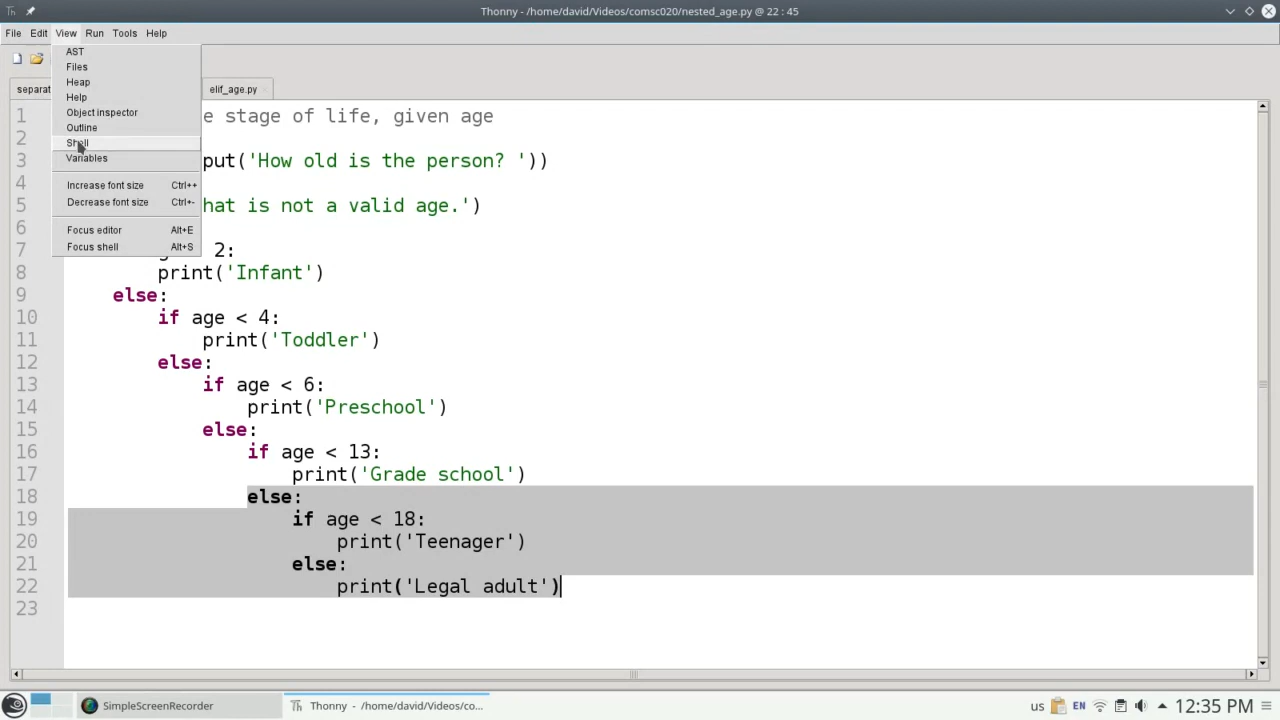 Thonny - /home/david/Videos/comsc020/nested_age.py @ 22 : 45
File Edit View Run Tools Help
AST
Files
Heap
Help
Object inspector
Outline
Shell
Variables
Increase font size Ctrl++
Decrease font size Ctrl+-
Focus editor Alt+E
Focus shell Alt+S
separat elif_age.py
1 e stage of life, given age
2
3 put('How old is the person? '))
4
5 hat is not a valid age.')
6
7 2:
8 print('Infant')
9 else:
10 if age < 4:
11 print('Toddler')
12 else:
13 if age < 6:
14 print('Preschool')
15 else:
16 if age < 13:
17 print('Grade school')
18 else:
19 if age < 18:
20 print('Teenager')
21 else:
22 print('Legal adult')
23
SimpleScreenRecorder Thonny - /home/david/Videos/co... us EN 12:35 PM